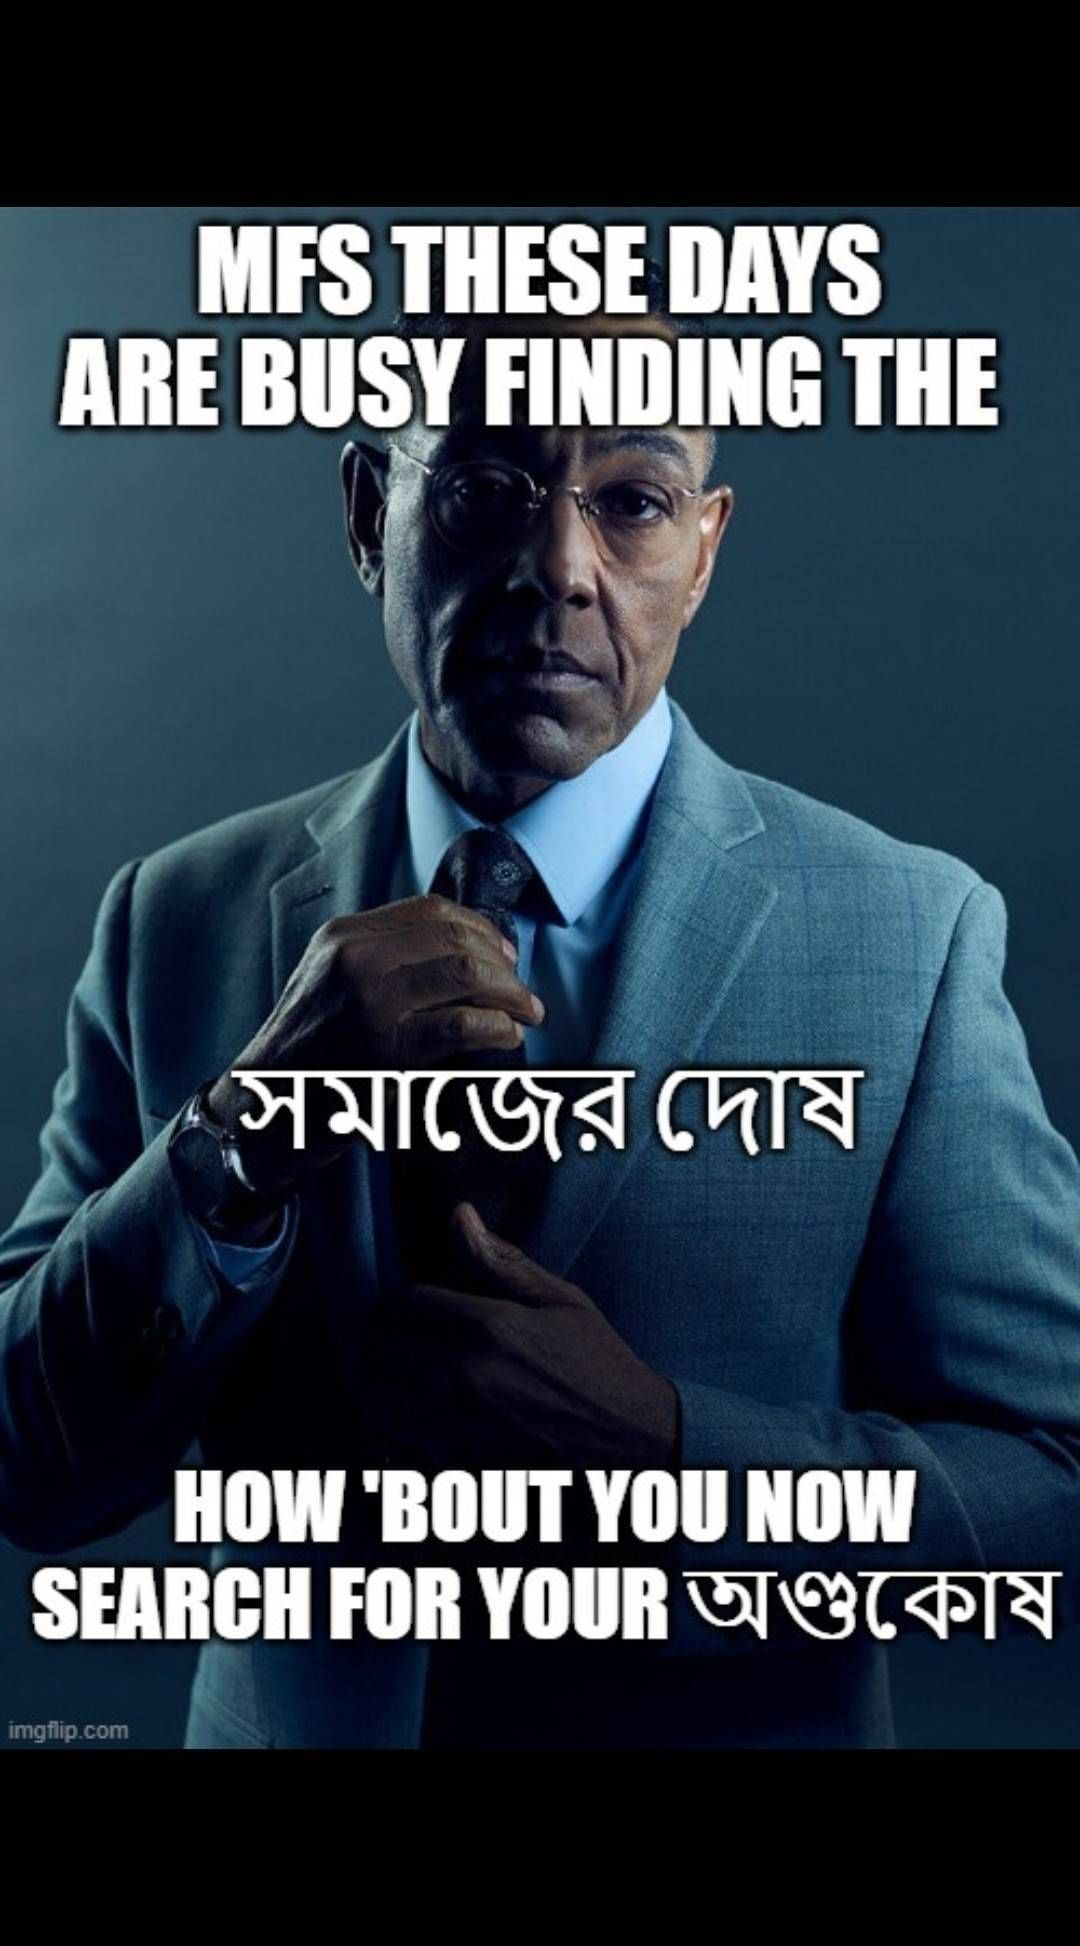 MFS THESE DAYS
ARE BUSY FINDING THE
সমাজের দোষ
HOW 'BOUT YOU NOW
SEARCH FOR YOUR অণ্ডকোষ
imgflip.com